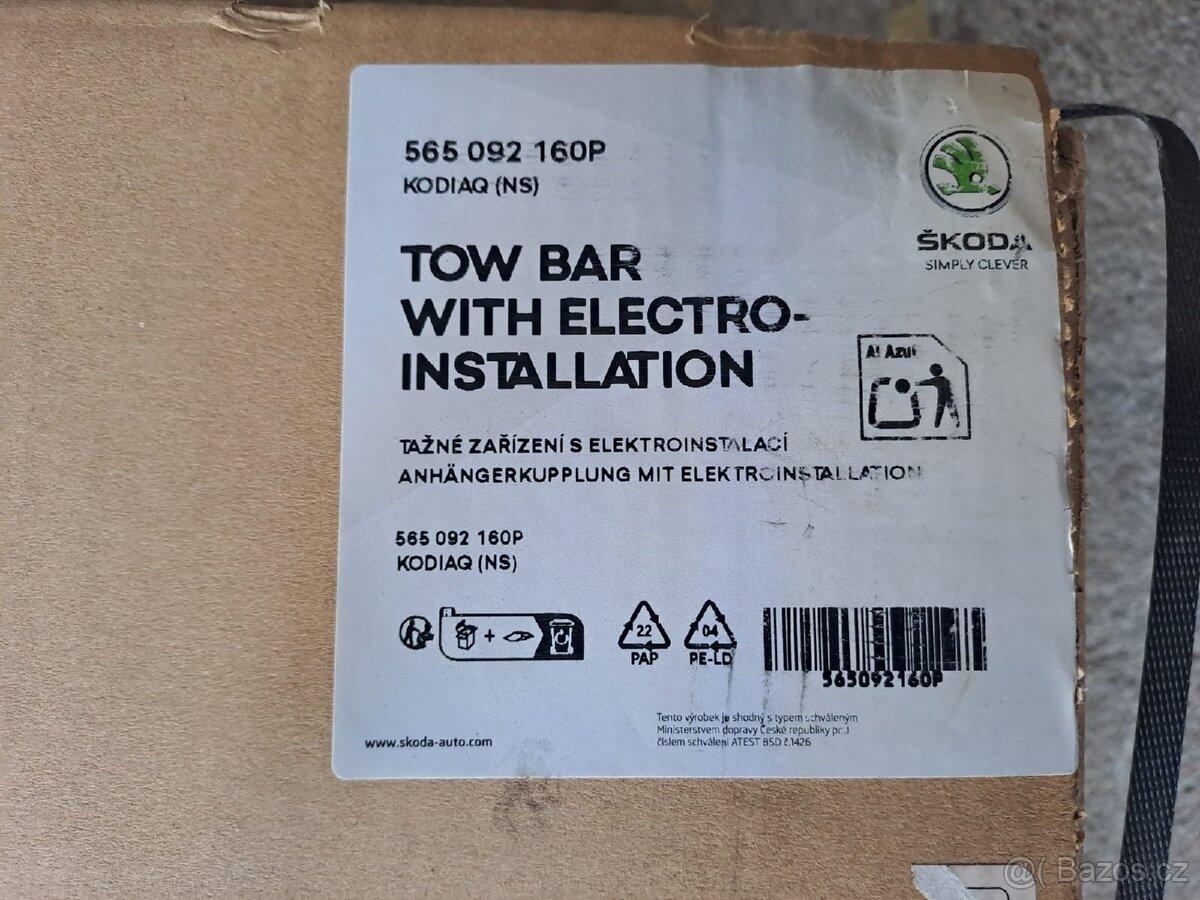 565 092 160P
KODIAQ (NS)
ŠKODA
SIMPLY CLEVER
TOW BAR
WITH ELECTRO-
INSTALLATION
TAŽNÉ ZAŘÍZENÍ S ELEKTROINSTALACÍ
ANHÄNGERKUPPLUNG MIT ELEKTROINSTALLATION
565 092 160P
KODIAQ (NS)
+
22
PAP
04
PE-LD
565092160P
Tento výrobek je shodný s typem schváleným
Ministerstvem dopravy České republiky pod
číslem schválení ATEST 8SD č.1426
www.skoda-auto.com
Bazos.cz